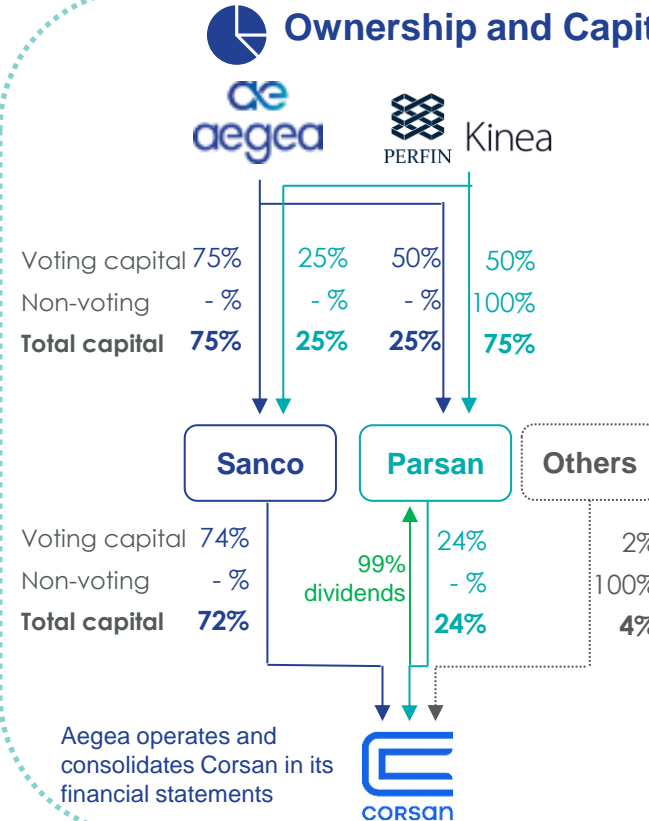 Ownership and Capit
ae
aegea
PERFIN Kinea
Voting capital 75% 25% 50% 50%
Non-voting - % - % - % 100%
Total capital 75% 25% 25% 75%
Sanco Parsan Others
Voting capital 74% 24% 2%
Non-voting - % - % 100%
Total capital 72% 24% 4%
99%
dividends
Aegea operates and
consolidates Corsan in its
financial statements
CORSAN